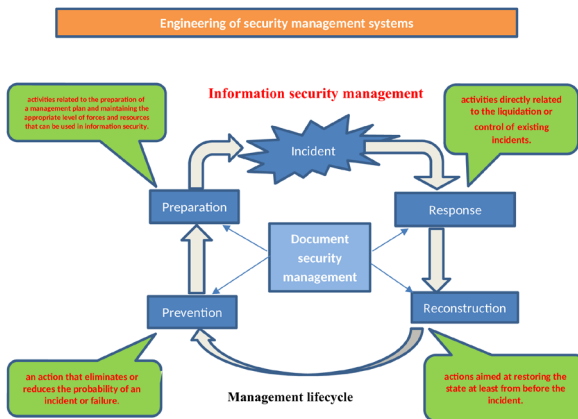 Engineering of security management systems
Information security management
activities related to the preparation of
a management plan and maintaining the
appropriate level of forces and resources
that can be used in information security.
activities directly related
to the liquidation or
control of existing
incidents.
Incident
Preparation
Response
Document
security
management
Prevention
Reconstruction
an action that eliminates or
reduces the probability of an
incident or failure.
actions aimed at restoring the
state at least from before the
incident.
Management lifecycle